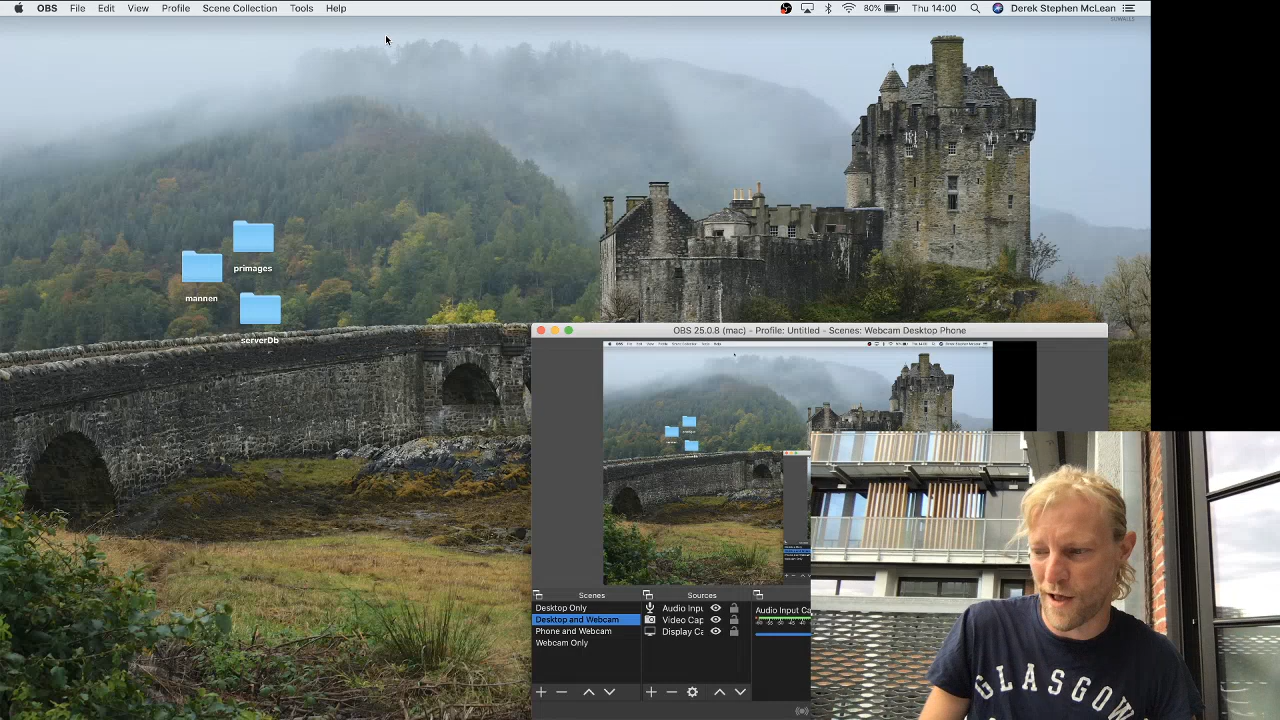 OBS File Edit View Profile Scene Collection Tools Help 80% Thu 14:00 Derek Stephen McLean
primages
mannen
serverDb
OBS 25.0.8 (mac) - Profile: Untitled - Scenes: Webcam Desktop Phone
Scenes
Desktop Only
Desktop and Webcam
Phone and Webcam
Webcam Only
Sources
Audio Inpu
Video Cap
Display Ca
Audio Input Ca
GLASGOW